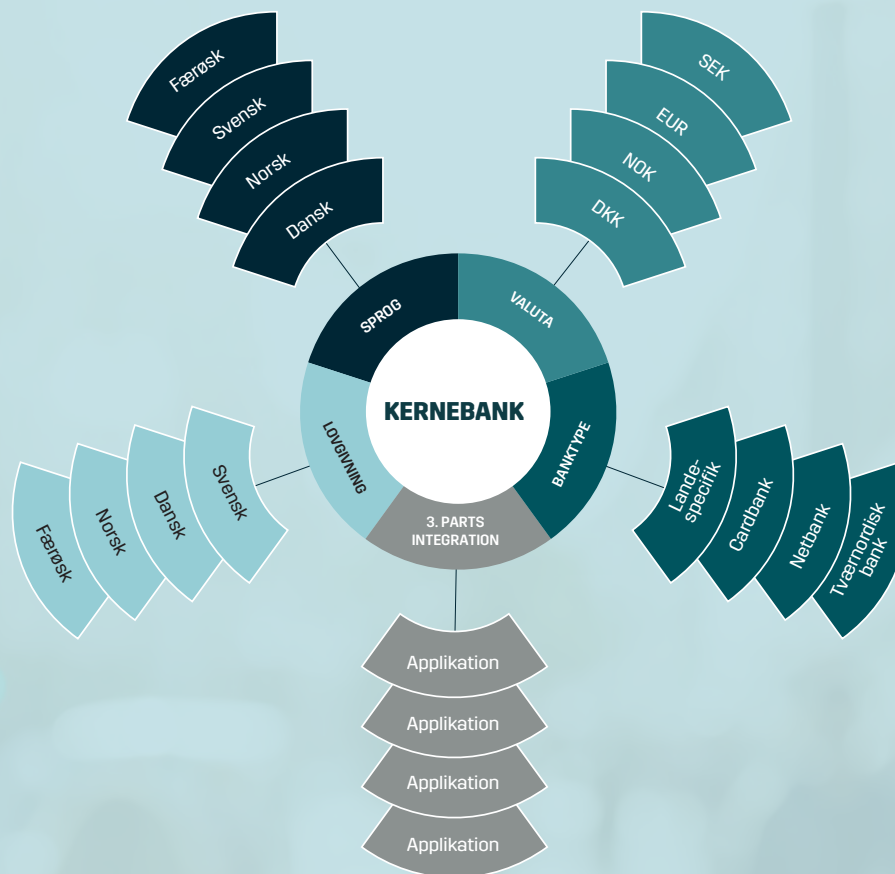 Færøsk
Svensk
Norsk
Dansk
SEK
EUR
NOK
DKK
SPROG
VALUTA
KERNEBANK
LOVGIVNING
BANKTYPE
3. PARTS
INTEGRATION
Svensk
Dansk
Norsk
Færøsk
Lande-
specifik
Cardbank
Netbank
Tværnordisk
bank
Applikation
Applikation
Applikation
Applikation